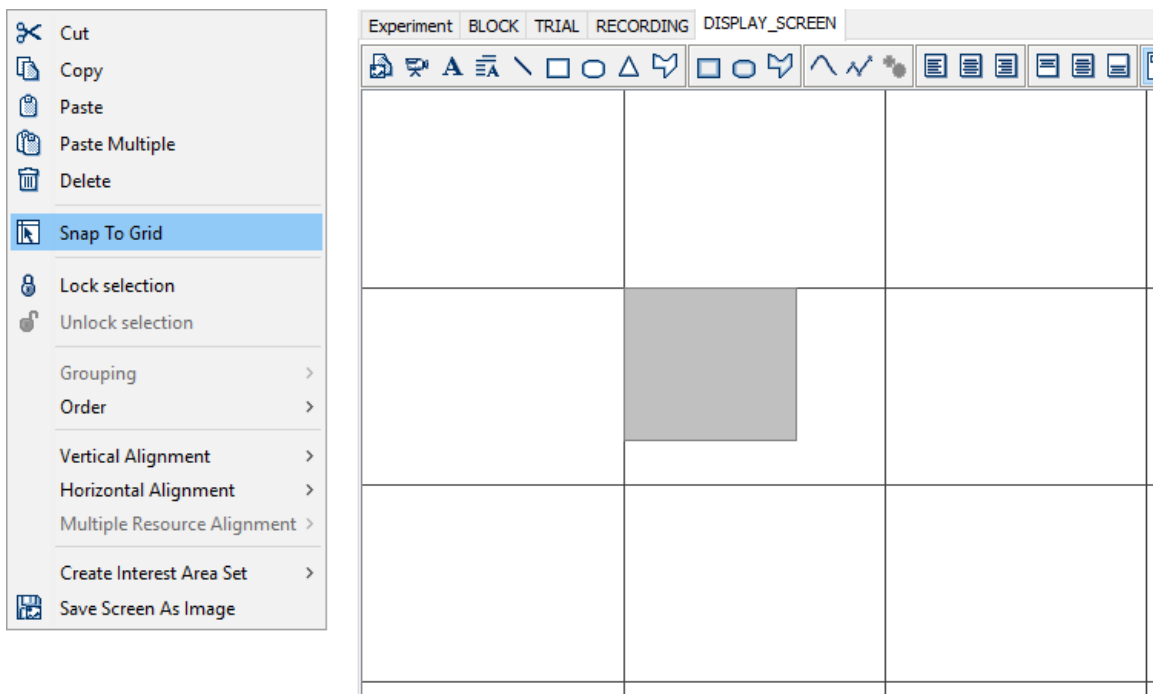 Cut
Copy
Paste
Paste Multiple
Delete
Snap To Grid
Lock selection
Unlock selection
Grouping
Order
Vertical Alignment
Horizontal Alignment
Multiple Resource Alignment
Create Interest Area Set
Save Screen As Image
Experiment BLOCK TRIAL RECORDING DISPLAY_SCREEN